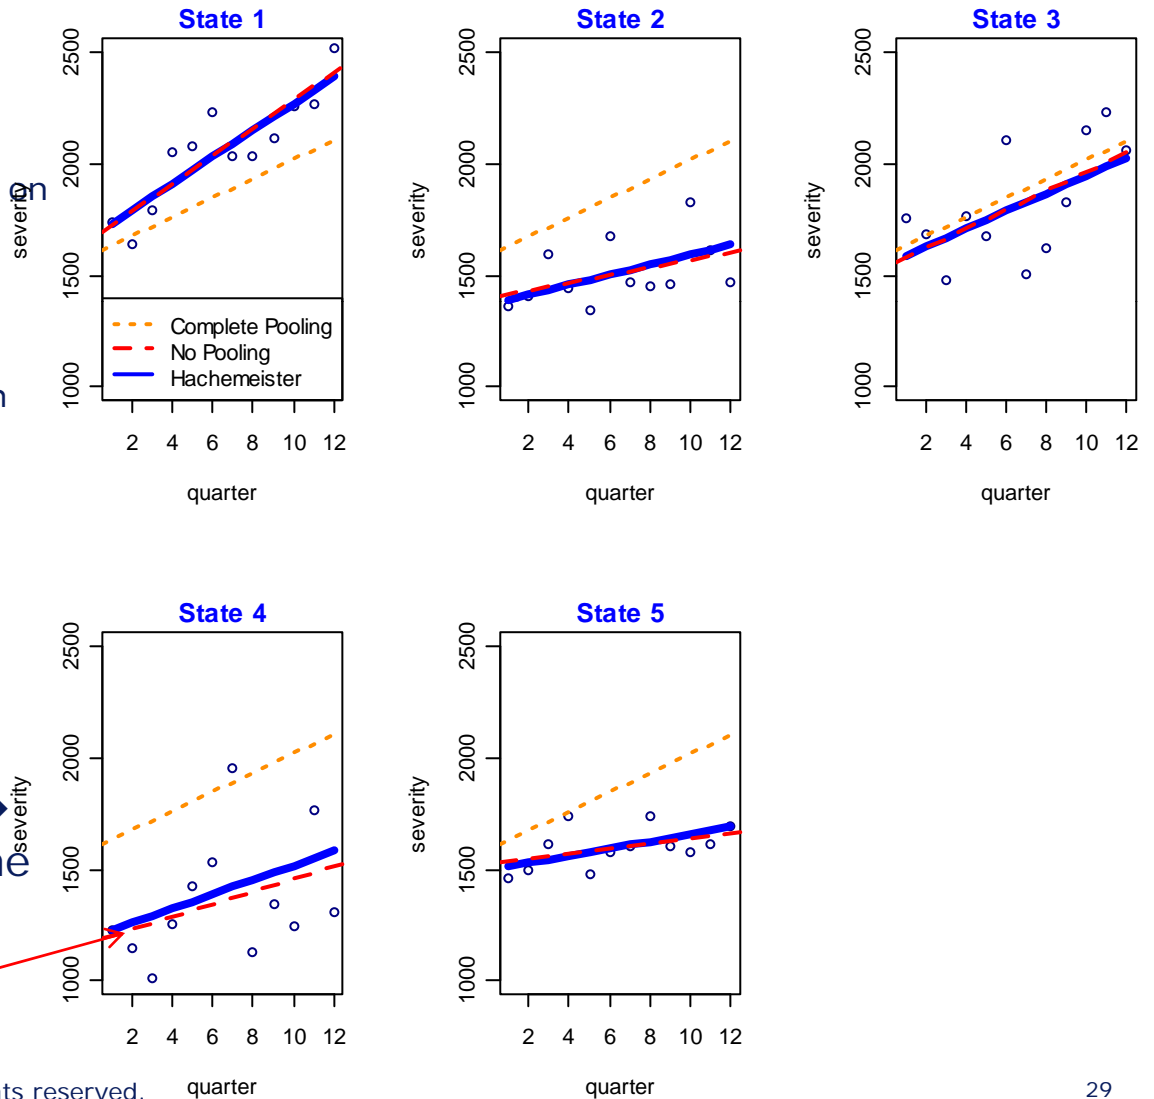 State 1
State 2
State 3
2500
2000
1500
1000
severity
on
Complete Pooling
No Pooling
Hachemeister
2 4 6 8 10 12
quarter
2500
2000
1500
1000
severity
2 4 6 8 10 12
quarter
2500
2000
1500
1000
severity
2 4 6 8 10 12
quarter
State 4
State 5
2500
2000
1500
1000
severity
2 4 6 8 10 12
quarter
2500
2000
1500
1000
severity
2 4 6 8 10 12
quarter
nts reserved.
29